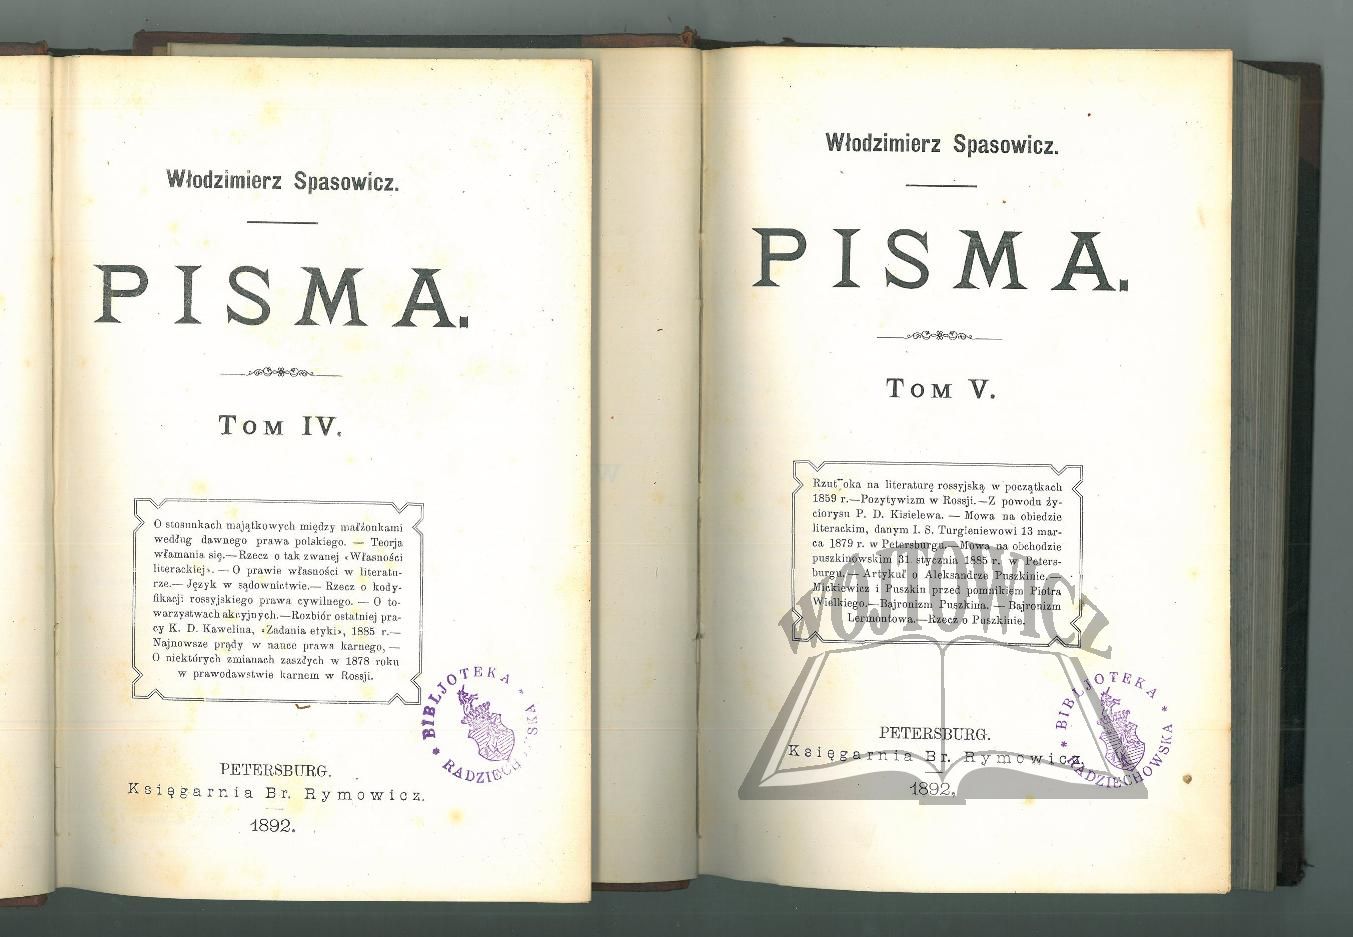 Włodzimierz Spasowicz.
PISMA.
Tom IV.
O stosunkach majątkowych między małżonkami
według dawnego prawa polskiego. — Teorja
włamania się.—Rzecz o tak zwanej «Własności
literackiej». — O prawie własności w literatu-
rze.— Język w sądownictwie.— Rzecz o kody-
fikacji rossyjskiego prawa cywilnego. — O to-
warzystwach akcyjnych.—Rozbiór ostatniej pra-
cy K. D. Kawelina, «Zadania etyki», 1885 r.—
Najnowsze prądy w nauce prawa karnego, —
O niektórych zmianach zaszłych w 1878 roku
w prawodawstwie karnem w Rossji.
PETERSBURG.
Księgarnia Br. Rymowicz.
1892.
* BIBLJOTEKA *
RADZIECHOWSKA
Włodzimierz Spasowicz.
PISMA.
Tom V.
Rzut oka na literaturę rossyjską w początkach
1859 r.—Pozytywizm w Rossji.—Z powodu ży-
ciorysu P. D. Kisielewa. — Mowa na obiedzie
literackim, danym I. S. Turgieniewowi 13 mar-
ca 1879 r. w Petersburgu.—Mowa na obchodzie
puszkinowskim 31 stycznia 1885 r. w Peters-
burgu.—Artykuł o Aleksandrze Puszkinie.—
Mickiewicz i Puszkin przed pomnikiem Piotra
Wielkiego.—Bajronizm Puszkina. — Bajronizm
Lermontowa.—Rzecz o Puszkinie.
WÓJTOWICZ
PETERSBURG.
Księgarnia Br. Rymowicz.
1892.
* BIBLJOTEKA *
RADZIECHOWSKA